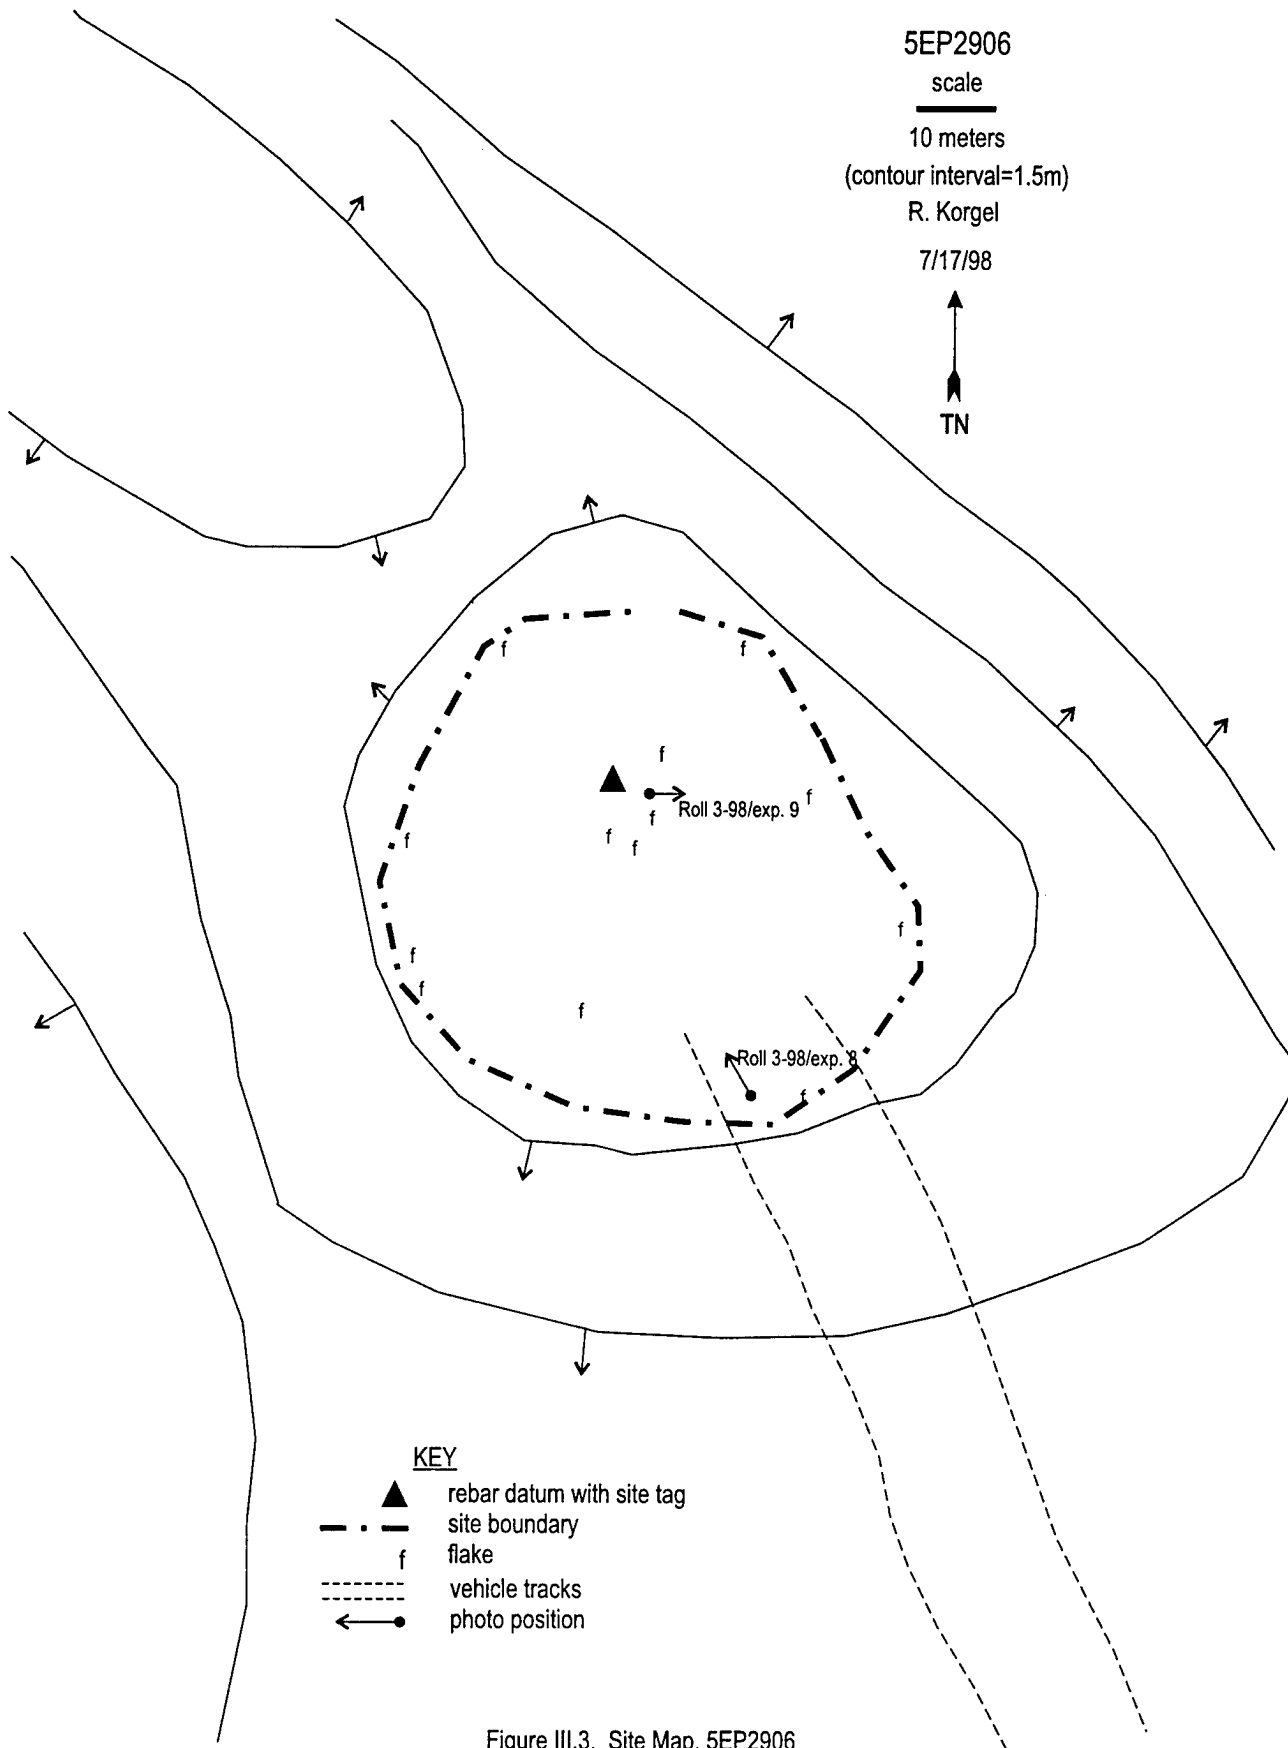 5EP2906
scale
10 meters
(contour interval=1.5m)
R. Korgel
7/17/98
TN
f
f
f
f
Roll 3-98/exp. 9
f
f
f
f
f
f
f
f
Roll 3-98/exp. 8
f
f
KEY
rebar datum with site tag
site boundary
f flake
vehicle tracks
photo position
Figure III.3. Site Map, 5EP2906